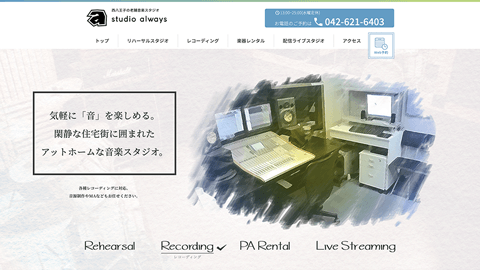 西八王子の老舗音楽スタジオ
studio always
13:00-21:00(水曜定休)
お電話のご予約は 042-621-6403
トップ
リハーサルスタジオ
レコーディング
楽器レンタル
配信ライブスタジオ
アクセス
WEB予約
気軽に「音」を楽しめる。
閑静な住宅街に囲まれた
アットホームな音楽スタジオ。
各種レコーディングに対応。
音源制作やMAなどもお任せください。
Rehearsal
Recording
レコーディング
PA Rental
Live Streaming